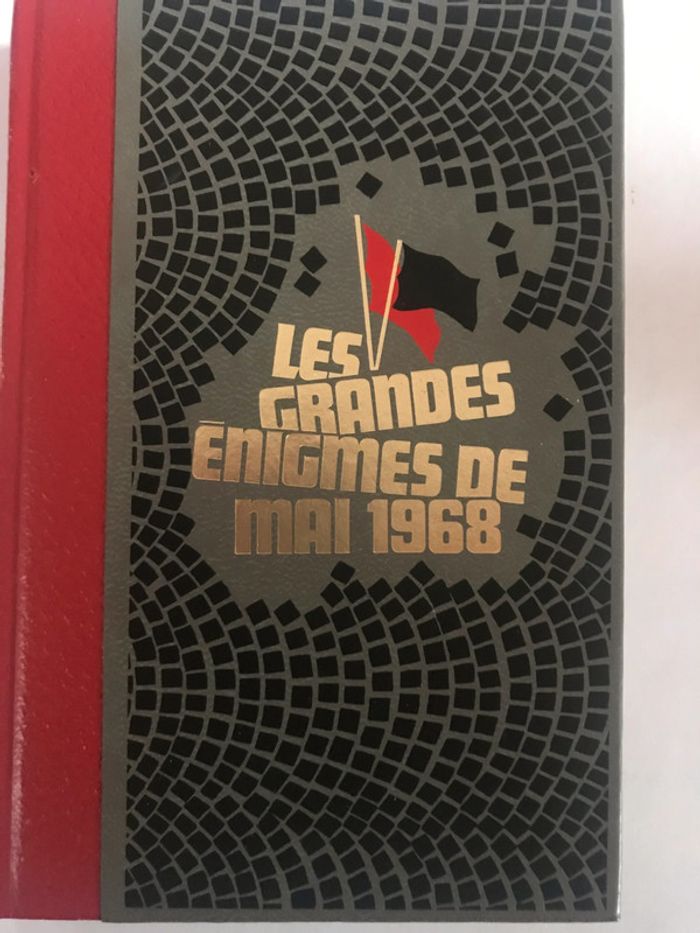 LES
GRANDES
ÉNIGMES DE
MAI 1968